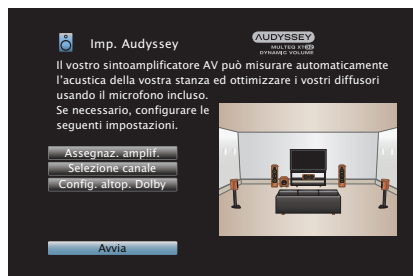 Imp. Audyssey
AUDYSSEY
MULTEQ XT32
DYNAMIC VOLUME
Il vostro sintoamplificatore AV può misurare automaticamente
l'acustica della vostra stanza ed ottimizzare i vostri diffusori
usando il microfono incluso.
Se necessario, configurare le
seguenti impostazioni.
Assegnaz. amplif.
Selezione canale
Config. altop. Dolby
Avvia